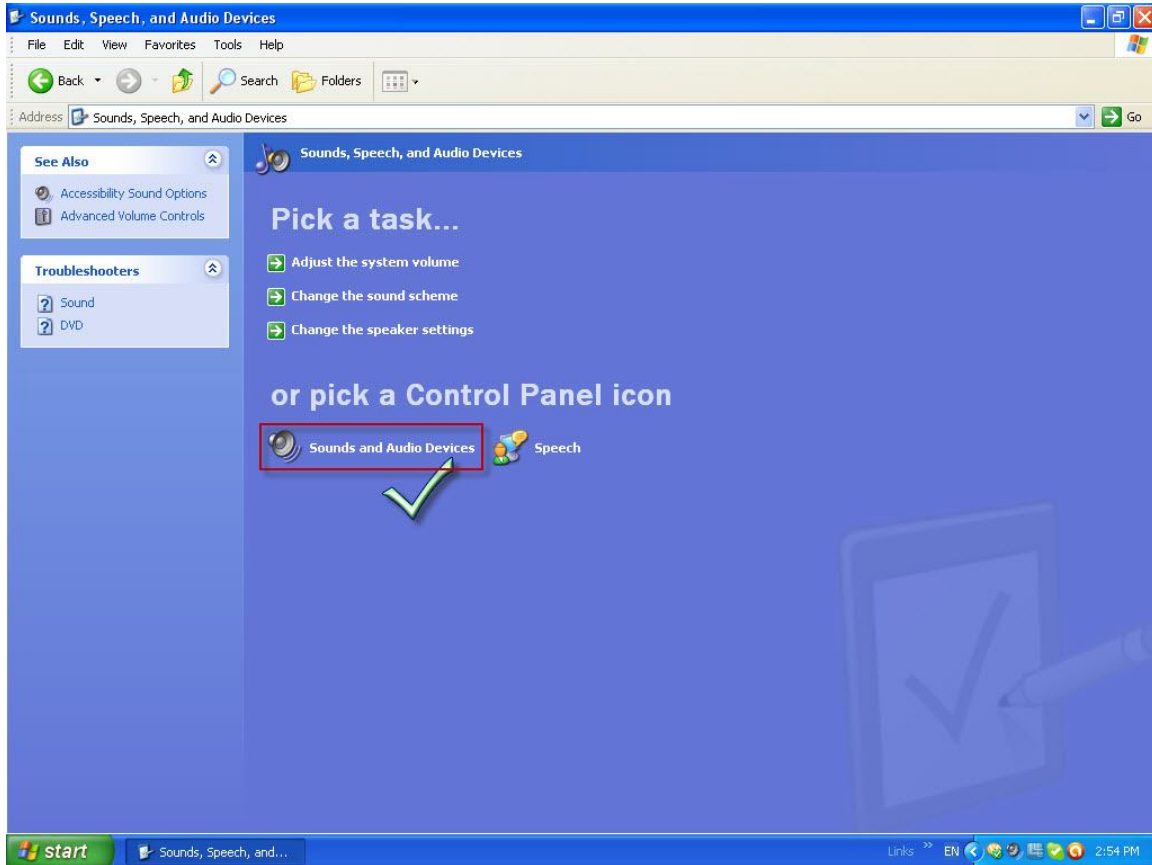 Sounds, Speech, and Audio Devices
File Edit View Favorites Tools Help
Back Search Folders
Address Sounds, Speech, and Audio Devices Go
See Also
Accessibility Sound Options
Advanced Volume Controls
Troubleshooters
Sound
DVD
Sounds, Speech, and Audio Devices
Pick a task...
Adjust the system volume
Change the sound scheme
Change the speaker settings
or pick a Control Panel icon
Sounds and Audio Devices
Speech
start Sounds, Speech, and... Links » EN 2:54 PM